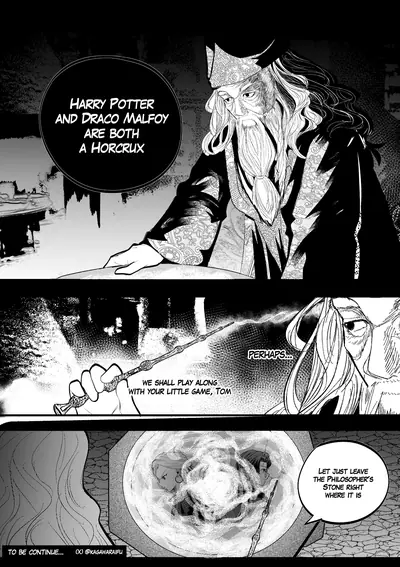 HARRY POTTER
AND DRACO MALFOY
ARE BOTH
A HORCRUX
PERHAPS...
WE SHALL PLAY ALONG
WITH YOUR LITTLE GAME, TOM
LET JUST LEAVE
THE PHILOSOPHER'S
STONE RIGHT
WHERE IT IS
TO BE CONTINUE...
(X) @KAGAWARAIFU